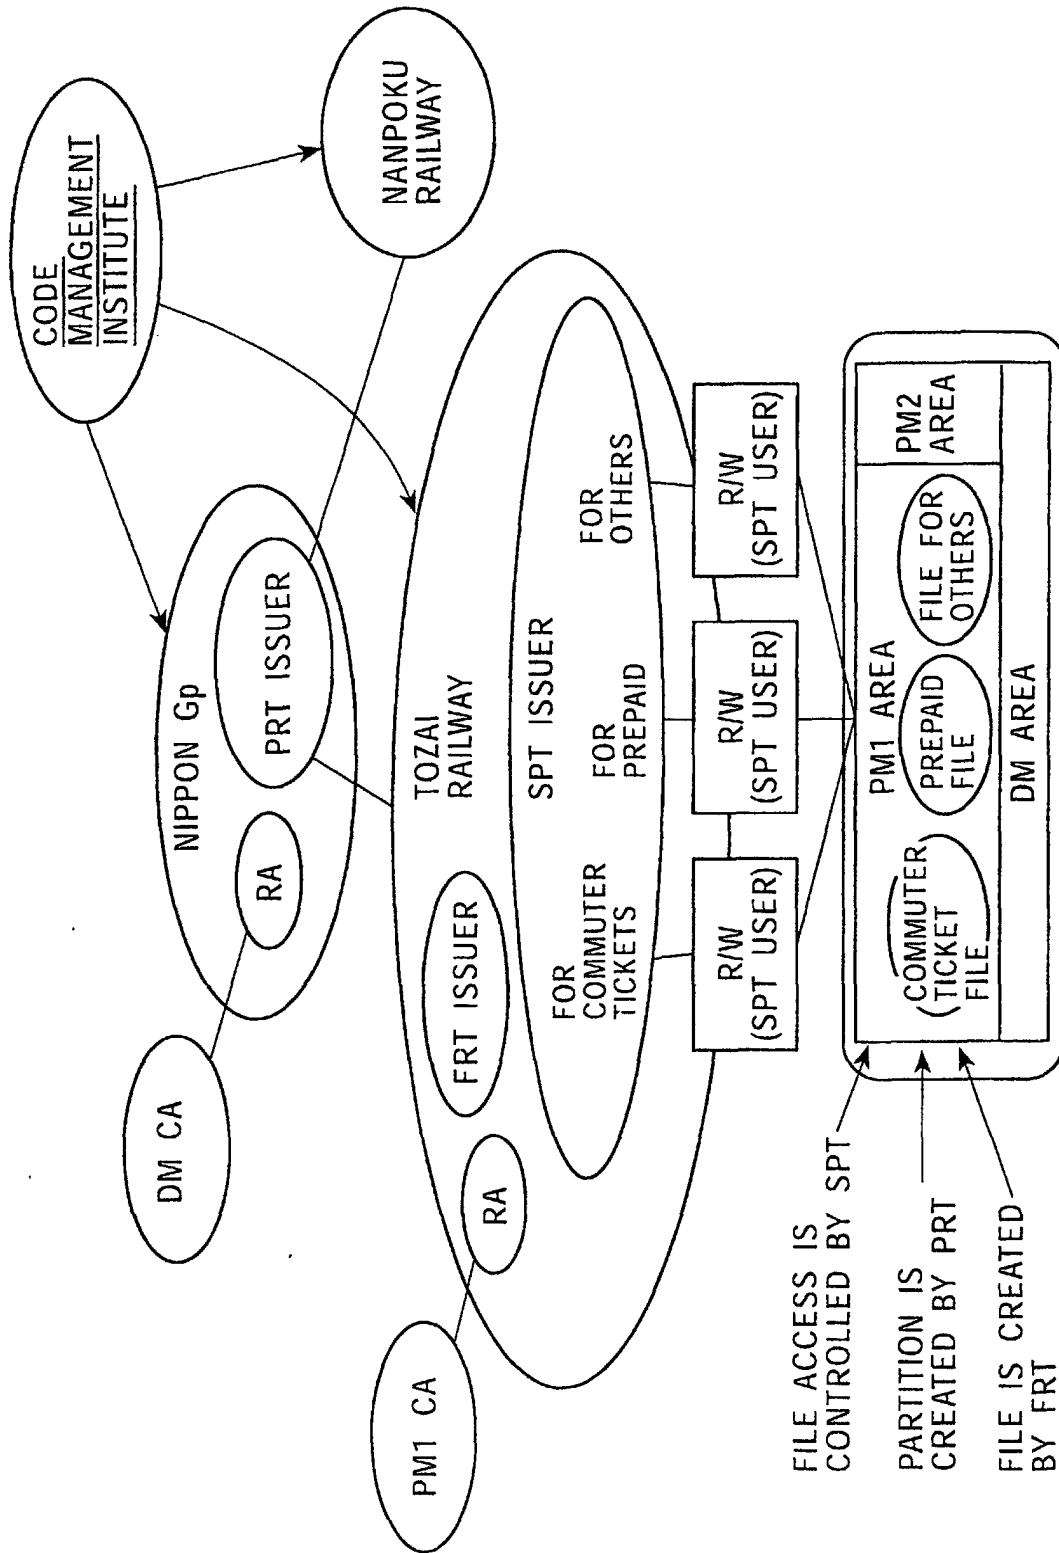 CODE
MANAGEMENT
INSTITUTE
NANPOKU
RAILWAY
NIPPON Gp
PRT ISSUER
RA
DM CA
TOZAI
RAILWAY
FRT ISSUER
RA
PM1 CA
SPT ISSUER
FOR
COMMUTER
TICKETS
FOR
PREPAID
FOR
OTHERS
R/W
(SPT USER)
R/W
(SPT USER)
R/W
(SPT USER)
FILE ACCESS IS
CONTROLLED BY SPT
PARTITION IS
CREATED BY PRT
FILE IS CREATED
BY FRT
PM1 AREA
PM2
AREA
COMMUTER
TICKET
FILE
PREPAID
FILE
FILE FOR
OTHERS
DM AREA